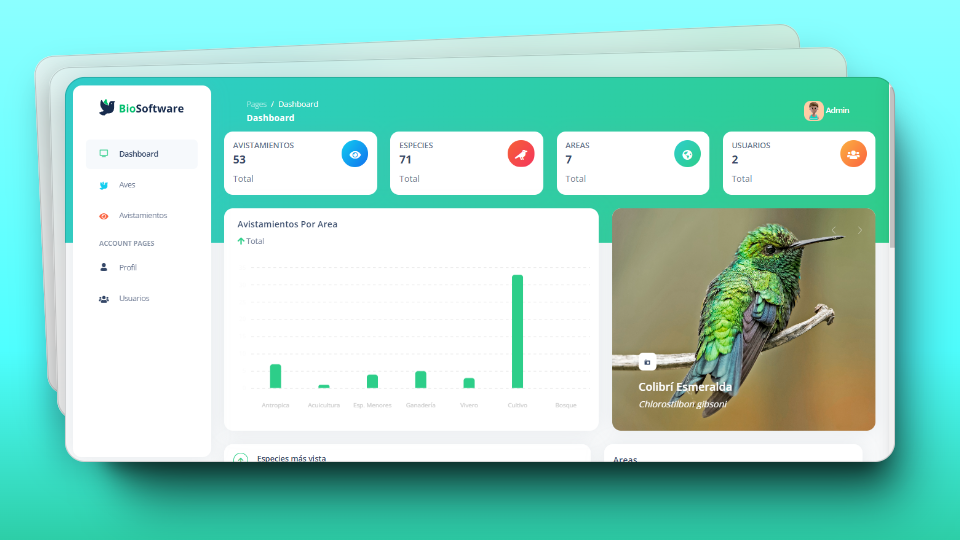 BioSoftware
Pages / Dashboard
Dashboard
Admin
Dashboard
Aves
Avistamientos
ACCOUNT PAGES
Profil
Usuarios
AVISTAMIENTOS
53
Total
ESPECIES
71
Total
AREAS
7
Total
USUARIOS
2
Total
Avistamientos Por Area
Total
Antropico
Acuicultura
Esp. Menores
Ganaderia
Vivero
Cultivo
Bosque
Colibrí Esmeralda
Chlorostilbon gibsoni
Especies más vista
Areas